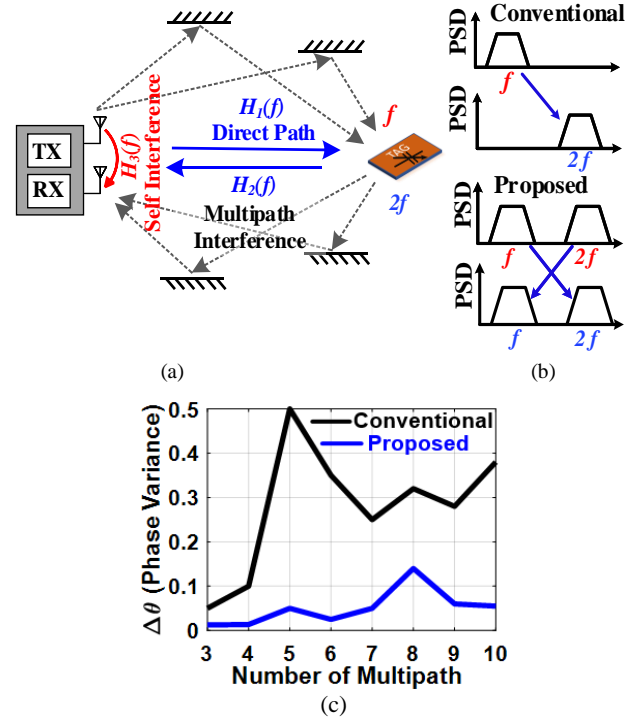 (a)
TX
RX
H3(f)
Self Interference
H1(f)
Direct Path
H2(f)
Multipath
Interference
f
TAG
2f
(b)
Conventional
PSD
f
PSD
2f
Proposed
PSD
f
2f
PSD
f
2f
Conventional
Proposed
Δθ (Phase Variance)
0.5
0.4
0.3
0.2
0.1
0
3 4 5 6 7 8 9 10
Number of Multipath
(c)